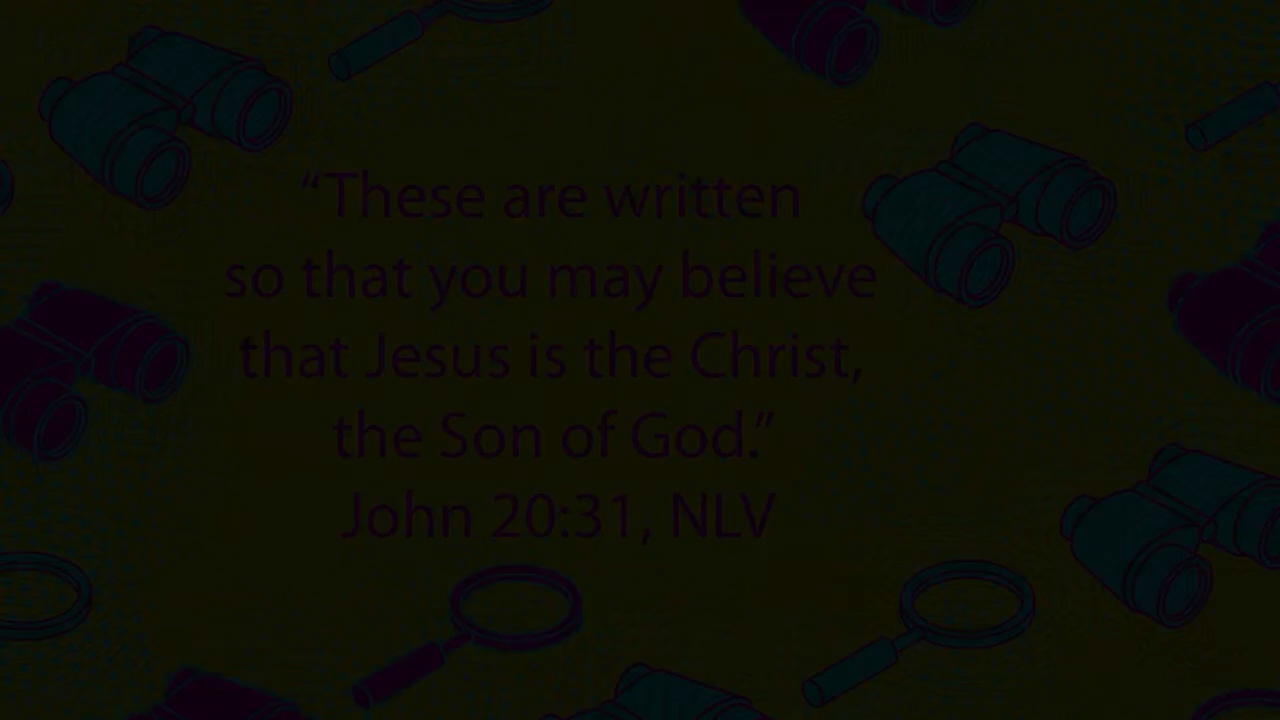 “These are written
so that you may believe
that Jesus is the Christ,
the Son of God.”
John 20:31, NLV